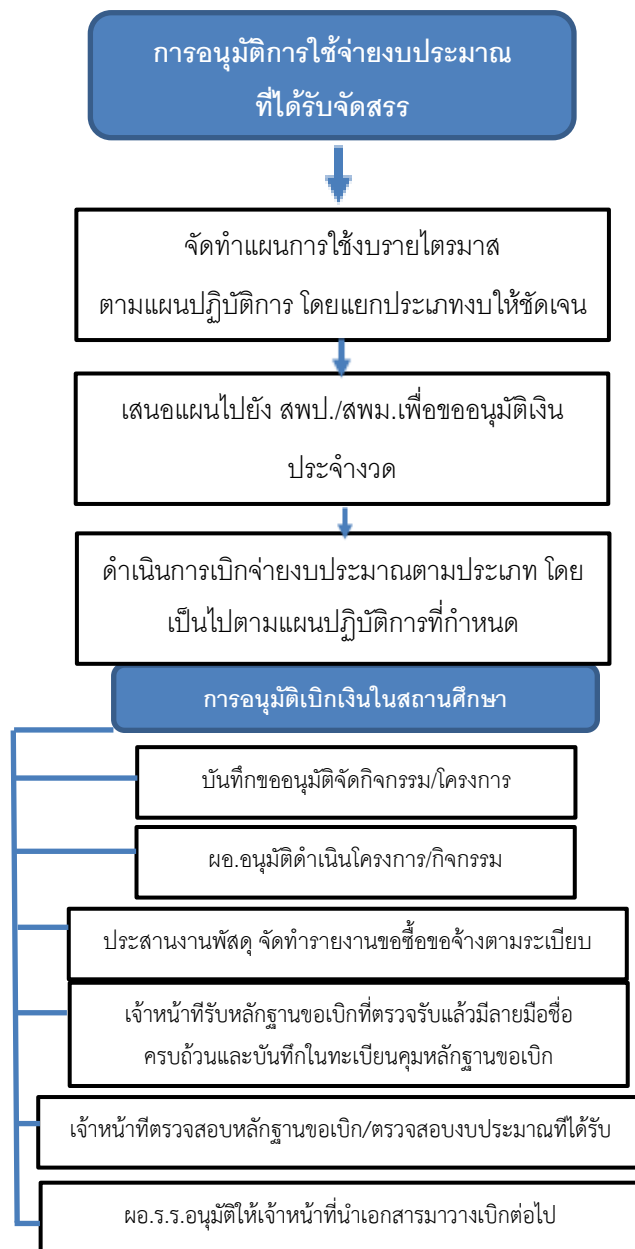 การอนุมัติการใช้จ่ายงบประมาณ
ที่ได้รับจัดสรร
จัดทำแผนการใช้งบรายไตรมาส
ตามแผนปฏิบัติการ โดยแยกประเภทงบให้ชัดเจน
เสนอแผนไปยัง สพป./สพม.เพื่อขออนุมัติเงิน
ประจำงวด
ดำเนินการเบิกจ่ายงบประมาณตามประเภท โดย
เป็นไปตามแผนปฏิบัติการที่กำหนด
การอนุมัติเบิกเงินในสถานศึกษา
บันทึกขออนุมัติจัดกิจกรรม/โครงการ
ผอ.อนุมัติดำเนินโครงการ/กิจกรรม
ประสานงานพัสดุ จัดทำรายงานขอซื้อขอจ้างตามระเบียบ
เจ้าหน้าทีรับหลักฐานขอเบิกที่ตรวจรับแล้วมีลายมือชื่อ
ครบถ้วนและบันทึกในทะเบียนคุมหลักฐานขอเบิก
เจ้าหน้าทีตรวจสอบหลักฐานขอเบิก/ตรวจสอบงบประมาณที่ได้รับ
ผอ.ร.ร.อนุมัติให้เจ้าหน้าที่นำเอกสารมาวางเบิกต่อไป